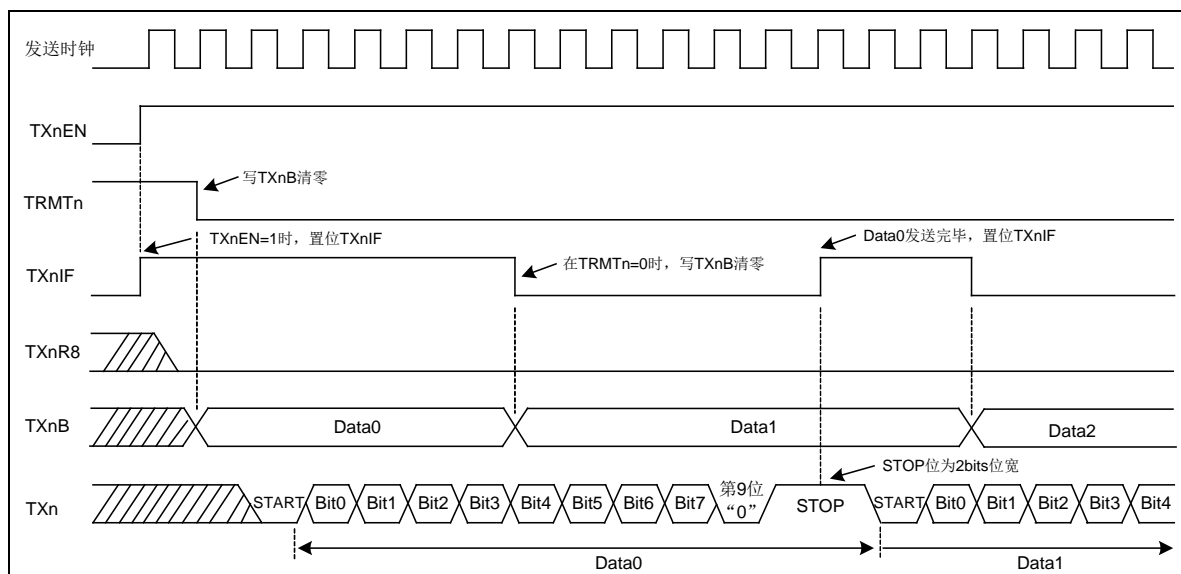 发送时钟
TXnEN
TRMTn
写TXnB清零
TXnIF
TXnEN=1时，置位TXnIF
在TRMTn=0时，写TXnB清零
Data0发送完毕，置位TXnIF
TXnR8
TXnB
Data0
Data1
Data2
STOP位为2bits位宽
TXn
START
Bit0
Bit1
Bit2
Bit3
Bit4
Bit5
Bit6
Bit7
第9位
“0”
STOP
START
Bit0
Bit1
Bit2
Bit3
Bit4
Data0
Data1